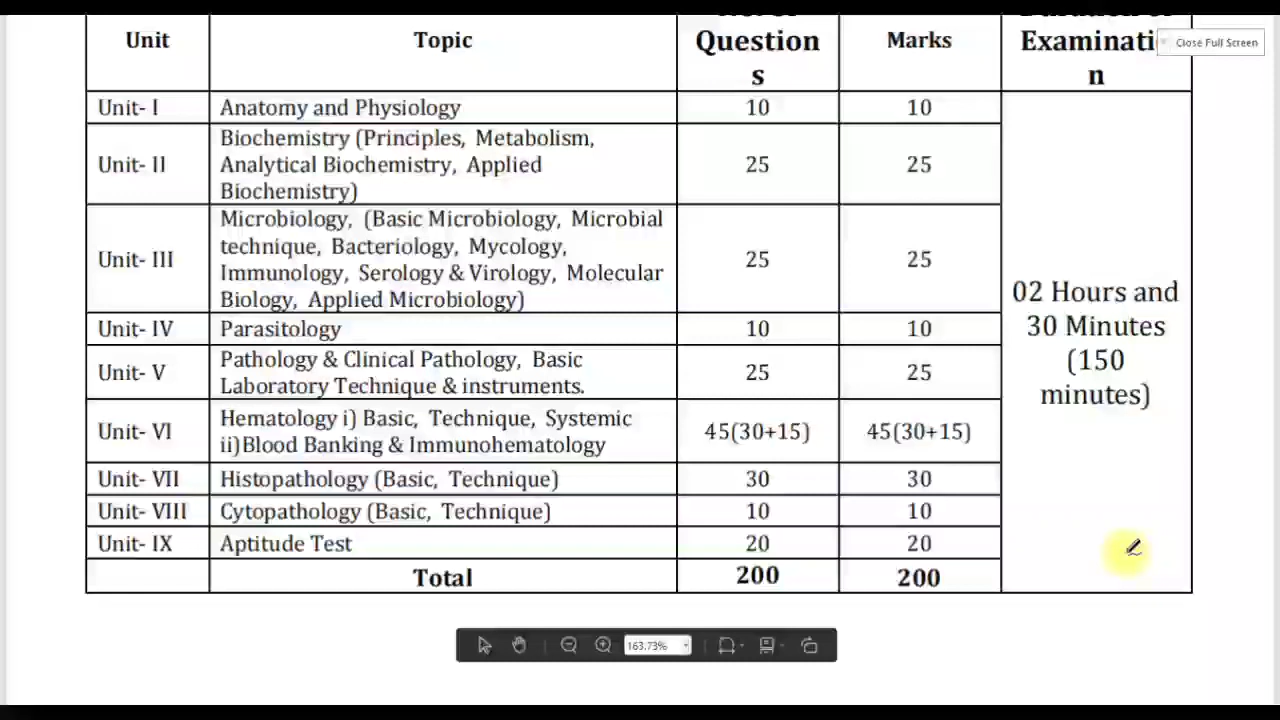 Unit Topic Question Marks Examinati
s n
Close Full Screen
Unit- I Anatomy and Physiology 10 10
Biochemistry (Principles, Metabolism,
Unit- II Analytical Biochemistry, Applied 25 25
Biochemistry)
Microbiology, (Basic Microbiology, Microbial
technique, Bacteriology, Mycology,
Unit- III Immunology, Serology & Virology, Molecular 25 25
Biology, Applied Microbiology)
02 Hours and
30 Minutes
(150
minutes)
Unit- IV Parasitology 10 10
Pathology & Clinical Pathology, Basic
Unit- V Laboratory Technique & instruments. 25 25
Hematology i) Basic, Technique, Systemic
Unit- VI ii)Blood Banking & Immunohematology 45(30+15) 45(30+15)
Unit- VII Histopathology (Basic, Technique) 30 30
Unit- VIII Cytopathology (Basic, Technique) 10 10
Unit- IX Aptitude Test 20 20
Total 200 200
163.73%